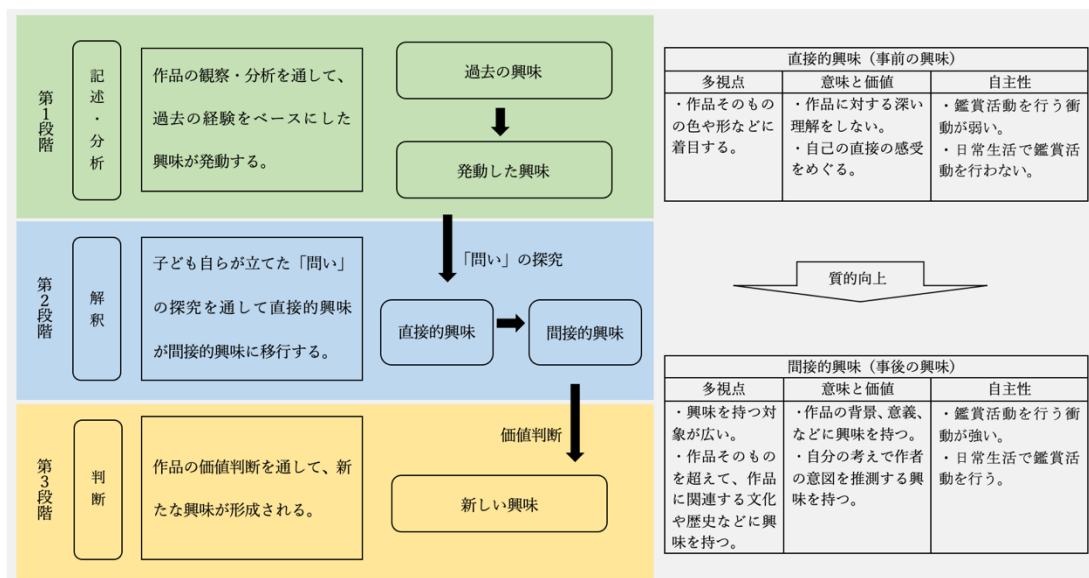 第1段階
記述・分析
作品の観察・分析を通して、
過去の経験をベースにした
興味が発動する。
過去の興味
発動した興味
第2段階
解釈
子ども自らが立てた「問い」
の探究を通して直接的興味
が間接的興味に移行する。
「問い」の探究
直接的興味
間接的興味
第3段階
判断
作品の価値判断を通して、新
たな興味が形成される。
価値判断
新しい興味
直接的興味（事前の興味）
多視点
意味と価値
自主性
・作品そのもの
の色や形などに
着目する。
・作品に対する深い
理解をしない。
・自己の直接の感受
をめぐる。
・鑑賞活動を行う衝
動が弱い。
・日常生活で鑑賞活
動を行わない。
質的向上
間接的興味（事後の興味）
多視点
意味と価値
自主性
・興味を持つ対
象が広い。
・作品そのもの
を超えて、作品
に関連する文化
や歴史などに興
味を持つ。
・作品の背景、意義、
などに興味を持つ。
・自分の考えで作者
の意図を推測する興
味を持つ。
・鑑賞活動を行う衝
動が強い。
・日常生活で鑑賞活
動を行う。